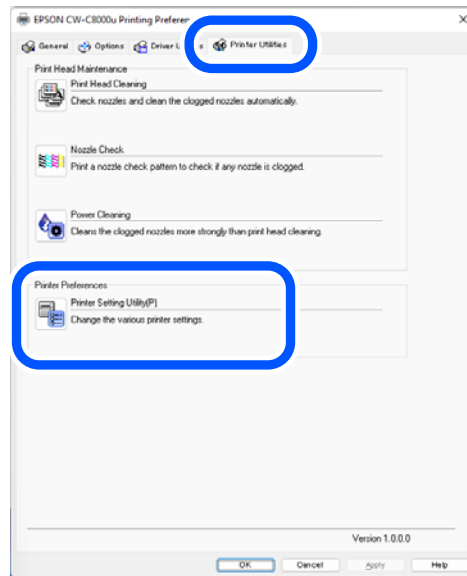 EPSON CW-C8000u Printing Prefere
General
Options
Driver U
s
Printer Utilities
Print Head Maintenance
Print Head Cleaning
Check nozzles and clean the clogged nozzles automatically.
Nozzle Check
Print a nozzle check pattern to check if any nozzle is clogged.
Power Cleaning
Cleans the clogged nozzles more strongly than print head cleaning.
Printer Preferences
Printer Setting Utility(P)
Change the various printer settings.
Version 1.0.0.0
OK
Cancel
Apply
Help